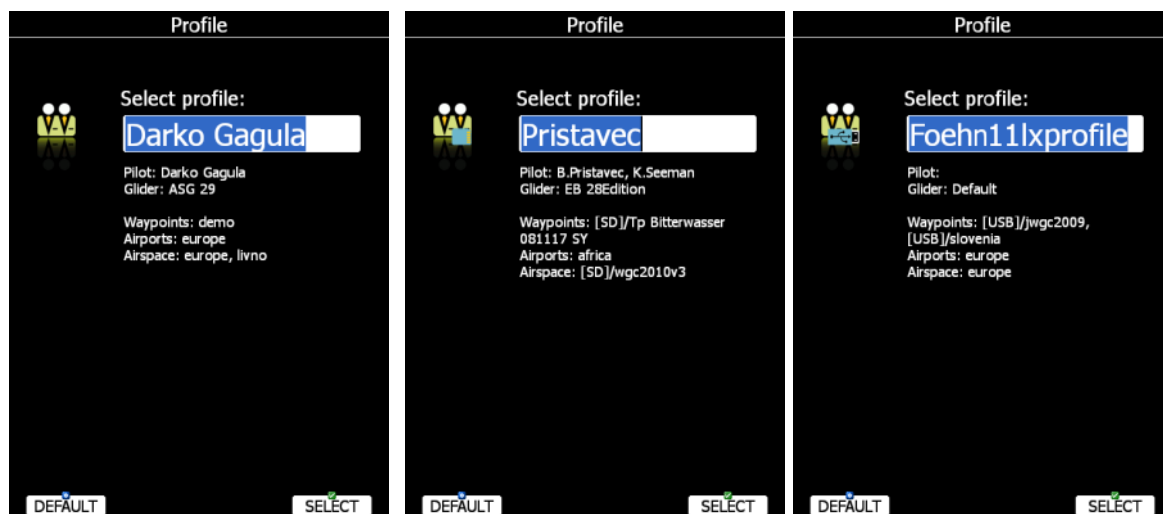 Profile
Select profile:
Darko Gagula
Pilot: Darko Gagula
Glider: ASG 29
Waypoints: demo
Airports: europe
Airspace: europe, livno
DEFAULT
SELECT
Profile
Select profile:
Pristavec
Pilot: B.Pristavec, K.Seeman
Glider: EB 28Edition
Waypoints: [SD]/Tp Bitterwasser
081117 SY
Airports: africa
Airspace: [SD]/wgc2010v3
DEFAULT
SELECT
Profile
Select profile:
Foehn11lxprofile
Pilot:
Glider: Default
Waypoints: [USB]/jwgc2009,
[USB]/slovenia
Airports: europe
Airspace: europe
DEFAULT
SELECT